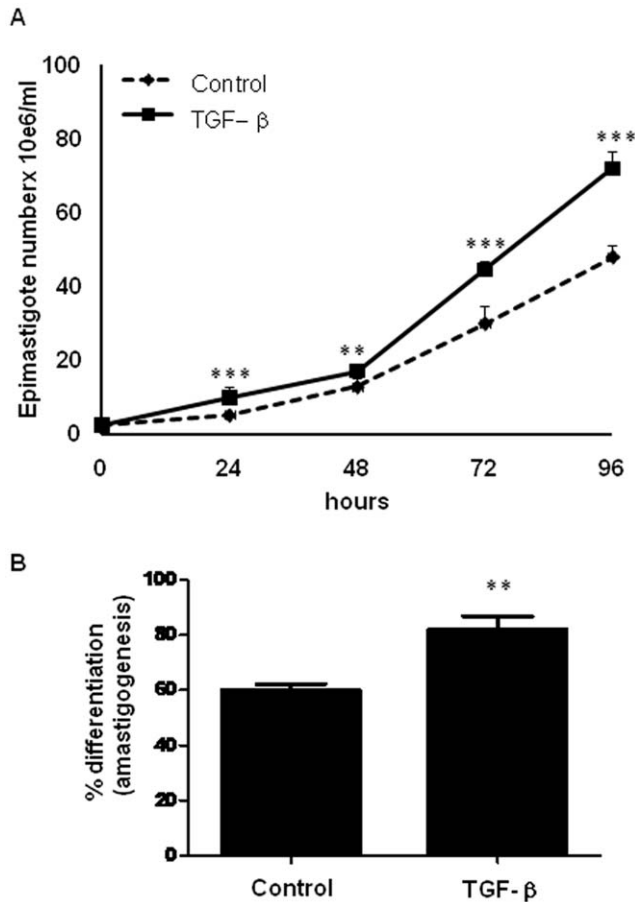 A
100
80
60
40
20
0
Control
TGF– β
***
**
***
***
0 24 48 72 96
hours
Epimastigote numberx 10e6/ml
B
100
80
60
40
20
0
**
% differentiation
(amastigogenesis)
Control TGF- β